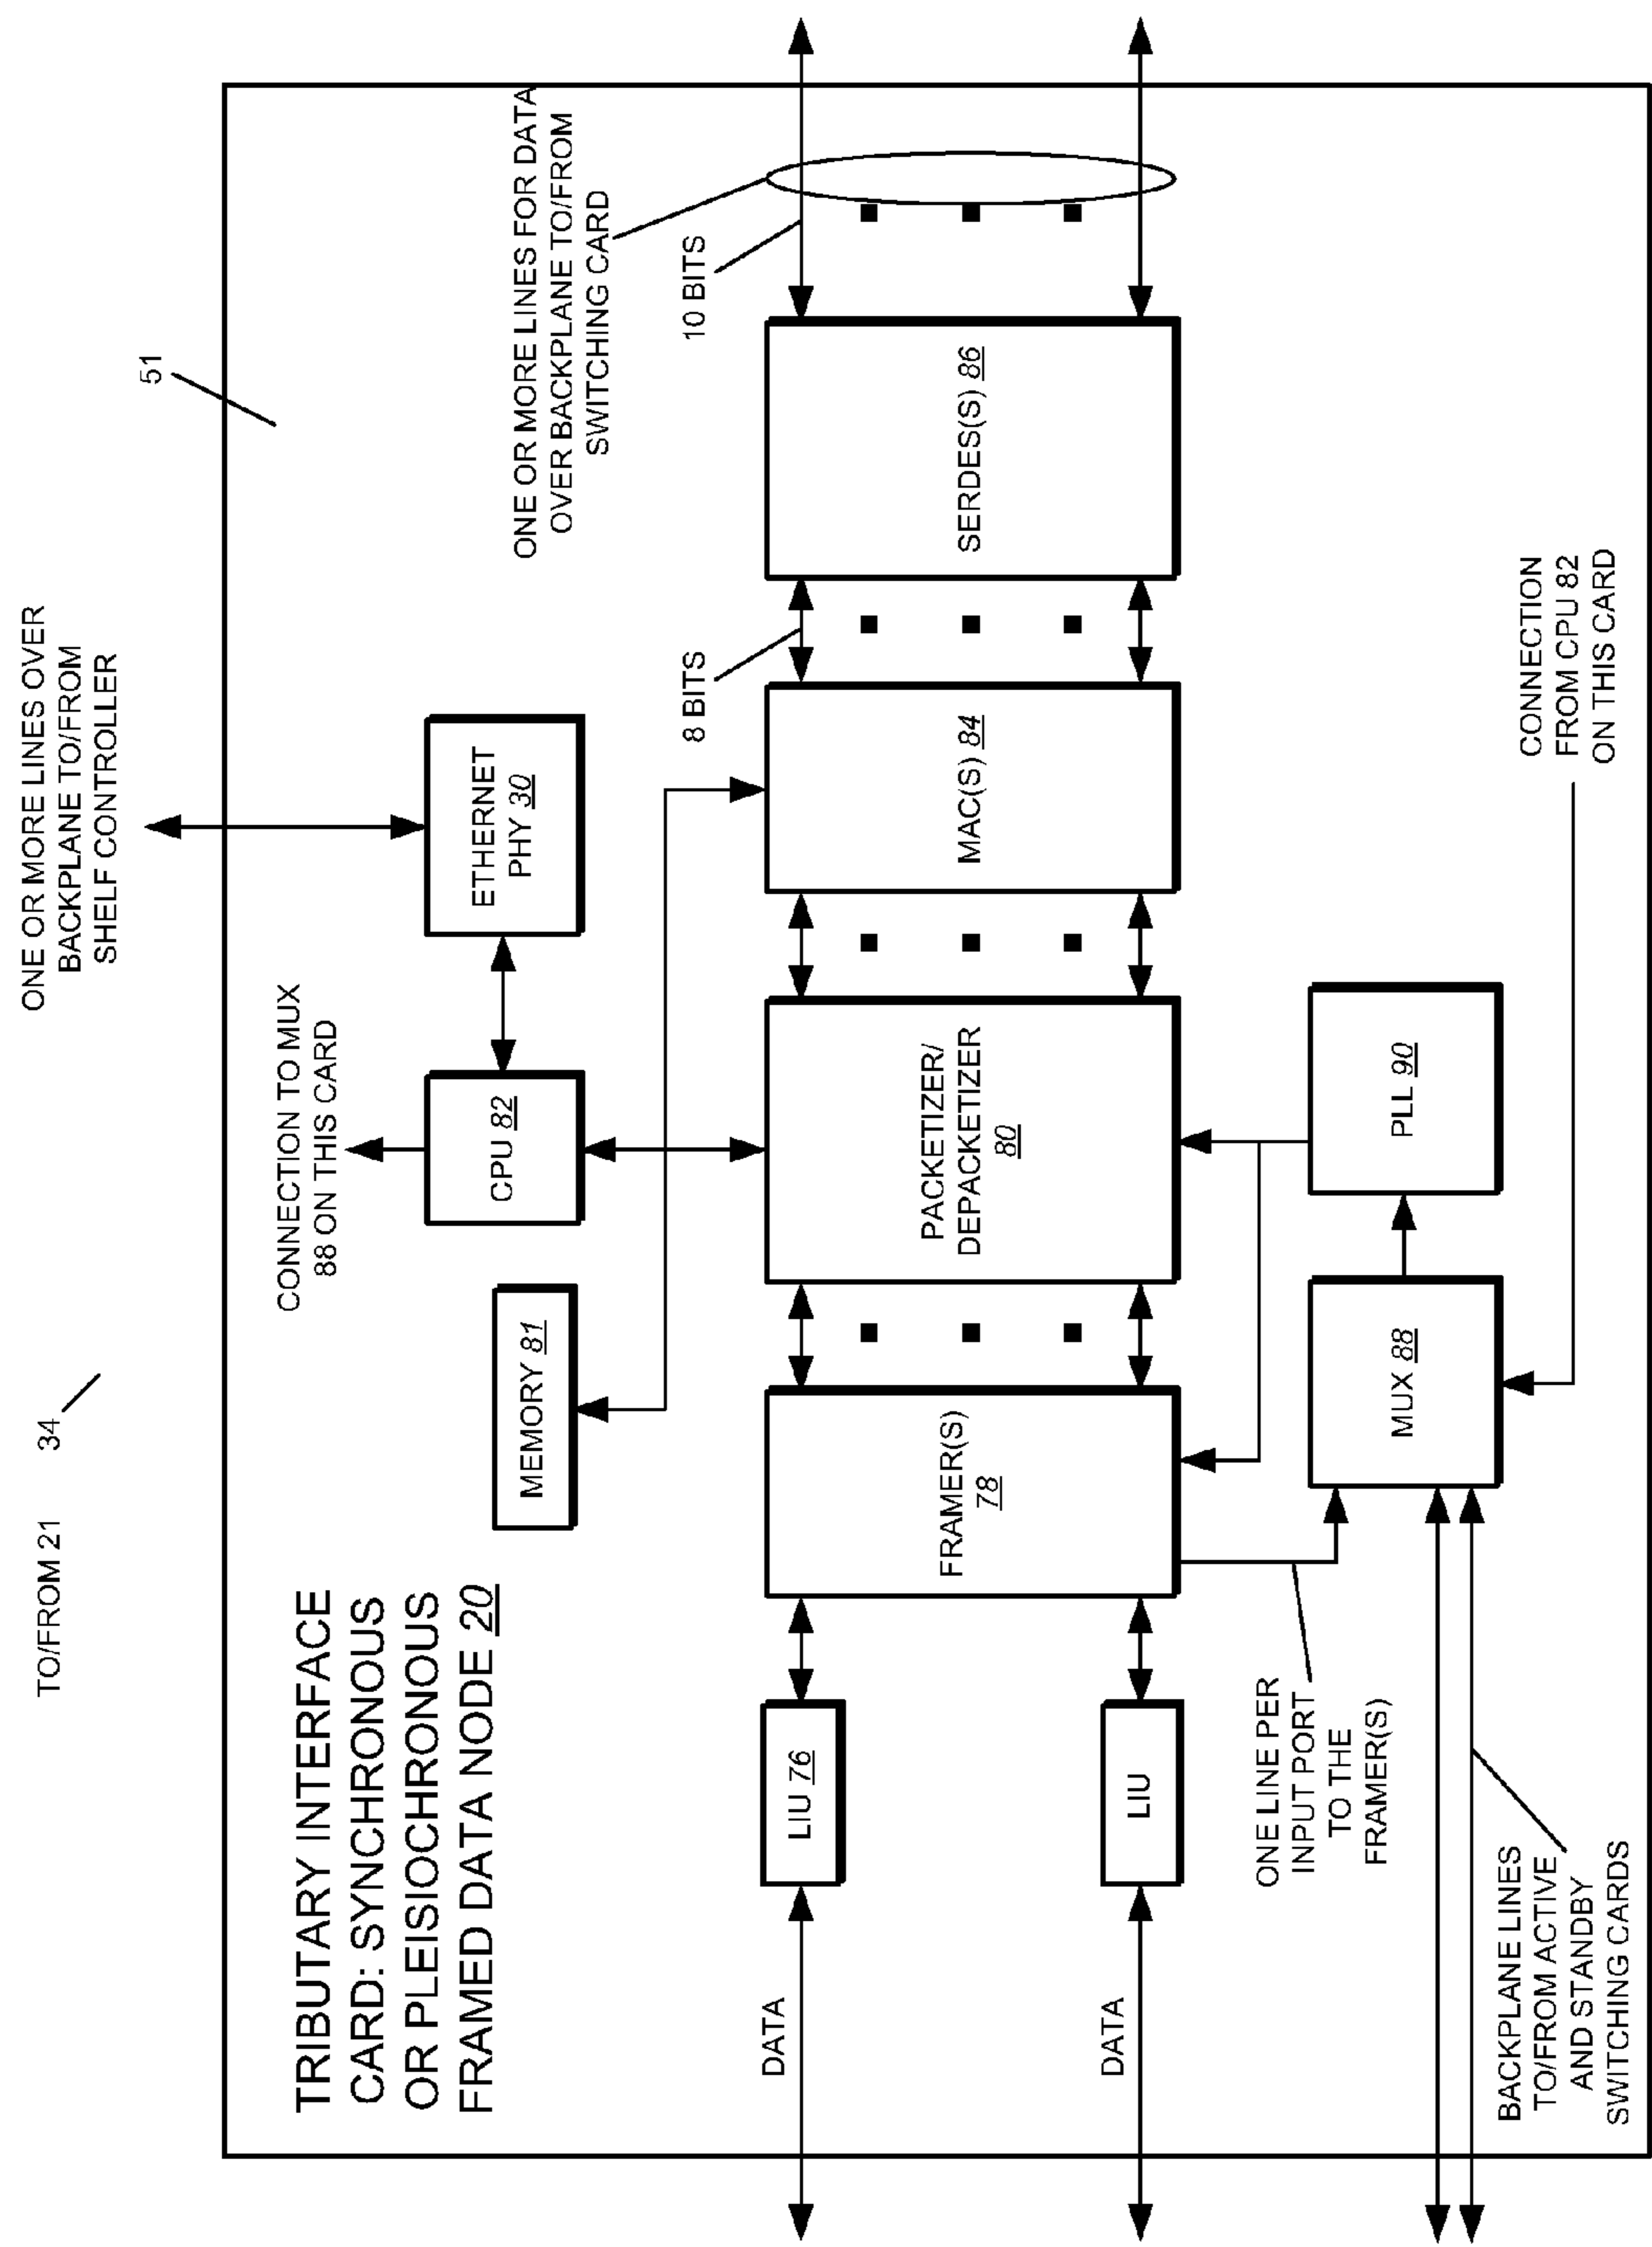 TO/FROM 21
34
ONE OR MORE LINES OVER
BACKPLANE TO/FROM
SHELF CONTROLLER
51
TRIBUTARY INTERFACE
CARD: SYNCHRONOUS
OR PLEISIOCHRONOUS
FRAMED DATA NODE 20
CONNECTION TO MUX
88 ON THIS CARD
MEMORY 81
CPU 82
ETHERNET
PHY 30
ONE OR MORE LINES FOR DATA
OVER BACKPLANE TO/FROM
SWITCHING CARD
8 BITS
10 BITS
DATA
LIU 76
FRAMER(S)
78
PACKETIZER/
DEPACKETIZER
80
MAC(S) 84
SERDES(S) 86
DATA
LIU
ONE LINE PER
INPUT PORT
TO THE
FRAMER(S)
MUX 88
PLL 90
CONNECTION
FROM CPU 82
ON THIS CARD
BACKPLANE LINES
TO/FROM ACTIVE
AND STANDBY
SWITCHING CARDS